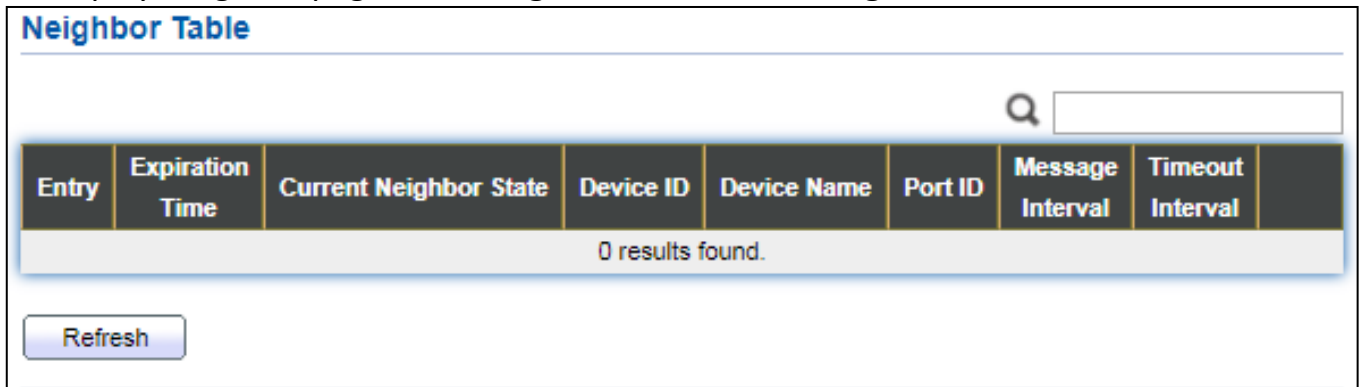 Neighbor Table
Entry Expiration Time Current Neighbor State Device ID Device Name Port ID Message Interval Timeout Interval
0 results found.
Refresh